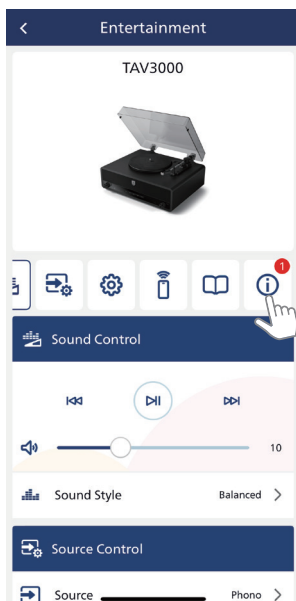 Entertainment
TAV3000
1
Sound Control
10
Sound Style Balanced
Source Control
Source Phono